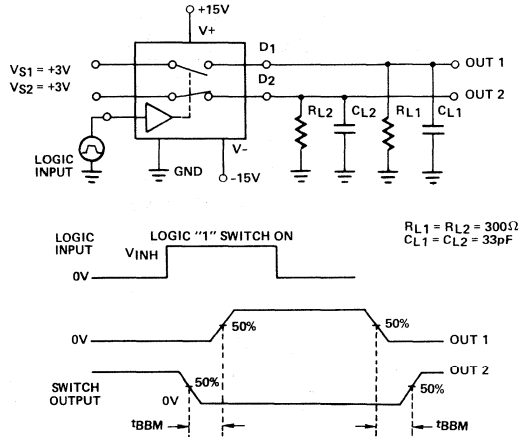 +15V
V+
D1
OUT 1
VS1 = +3V
D2
VS2 = +3V
OUT 2
RL2
CL2
RL1
CL1
V-
LOGIC
INPUT
GND
-15V
RL1 = RL2 = 300Ω
CL1 = CL2 = 33pF
LOGIC
INPUT
LOGIC "1" SWITCH ON
VINH
0V
50%
50%
0V
OUT 1
OUT 2
50%
50%
SWITCH
OUTPUT
0V
tBBM
tBBM